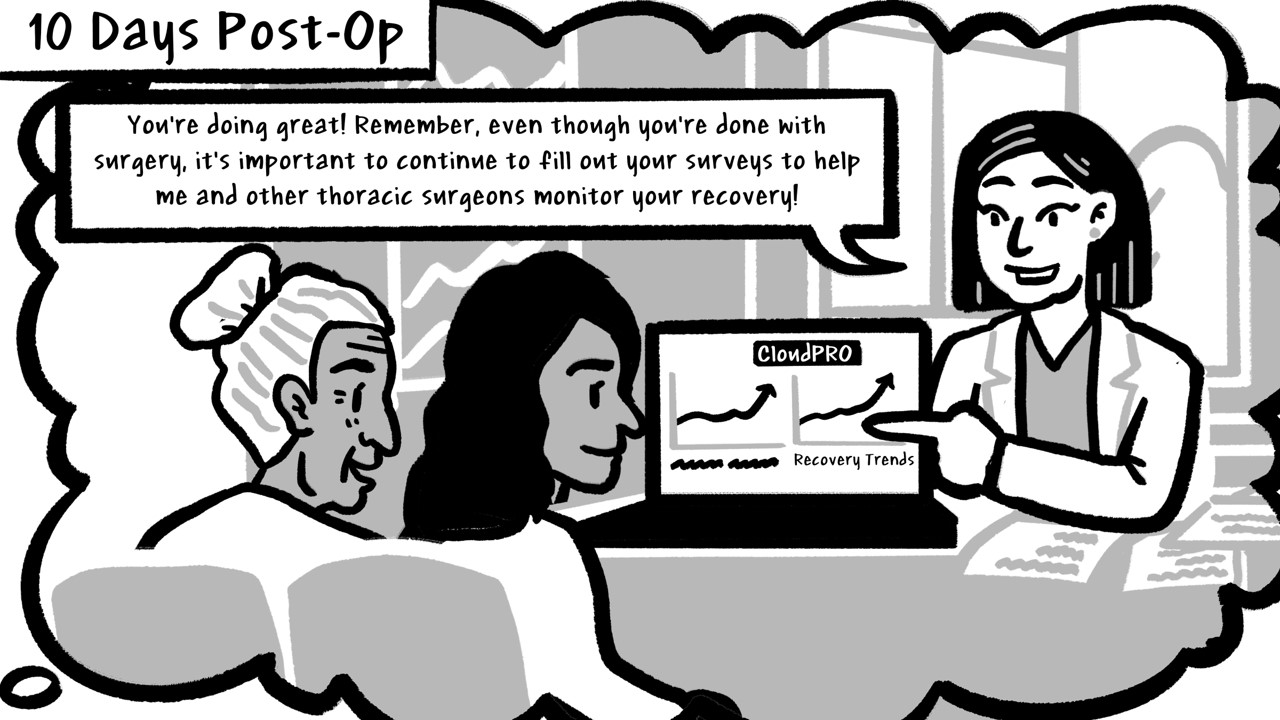 10 Days Post-Op
You're doing great! Remember, even though you're done with
surgery, it's important to continue to fill out your surveys to help
me and other thoracic surgeons monitor your recovery!
CloudPRO
Recovery Trends